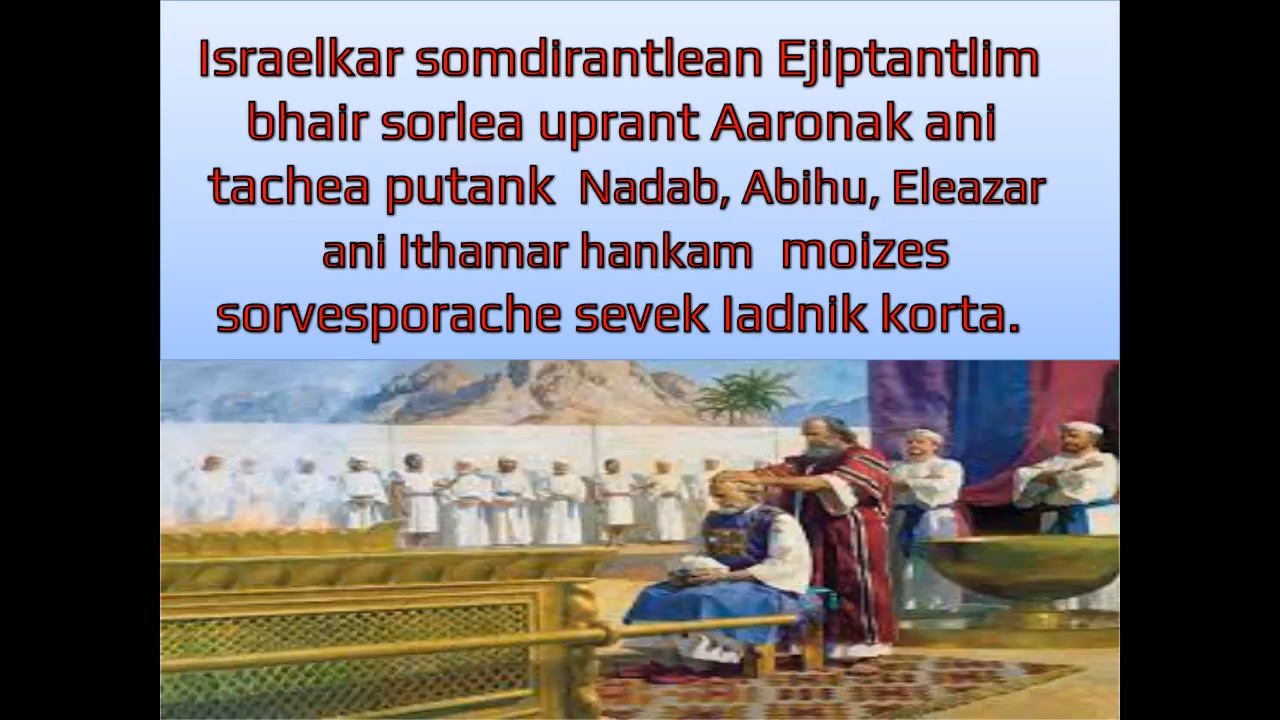 Israelkar somdirantlean Ejiptantlim
bhair sorlea uprant Aaronak ani
tachea putank Nadab, Abihu, Eleazar
ani Ithamar hankam moizes
sorvesporache sevek Iadnik korta.